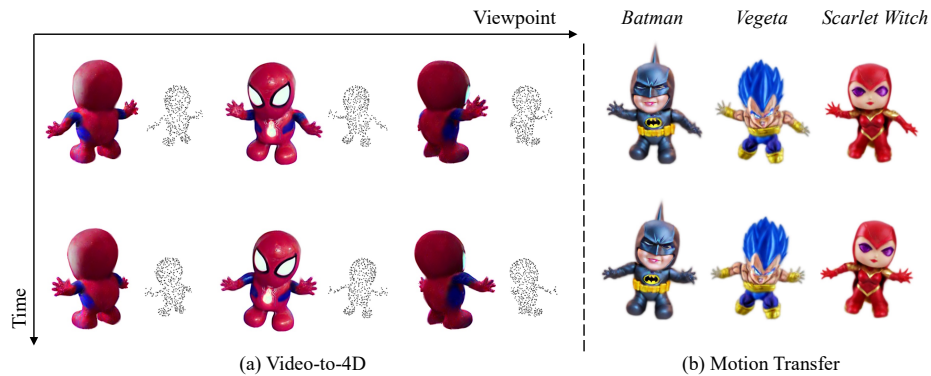 Viewpoint
Batman
Vegeta
Scarlet Witch
Time
(a) Video-to-4D
(b) Motion Transfer